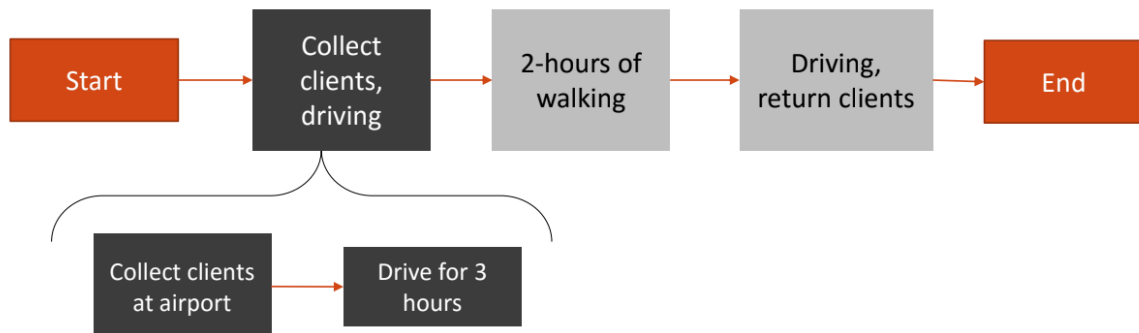 Start
Collect
clients,
driving
2-hours of
walking
Driving,
return clients
End
Collect clients
at airport
Drive for 3
hours